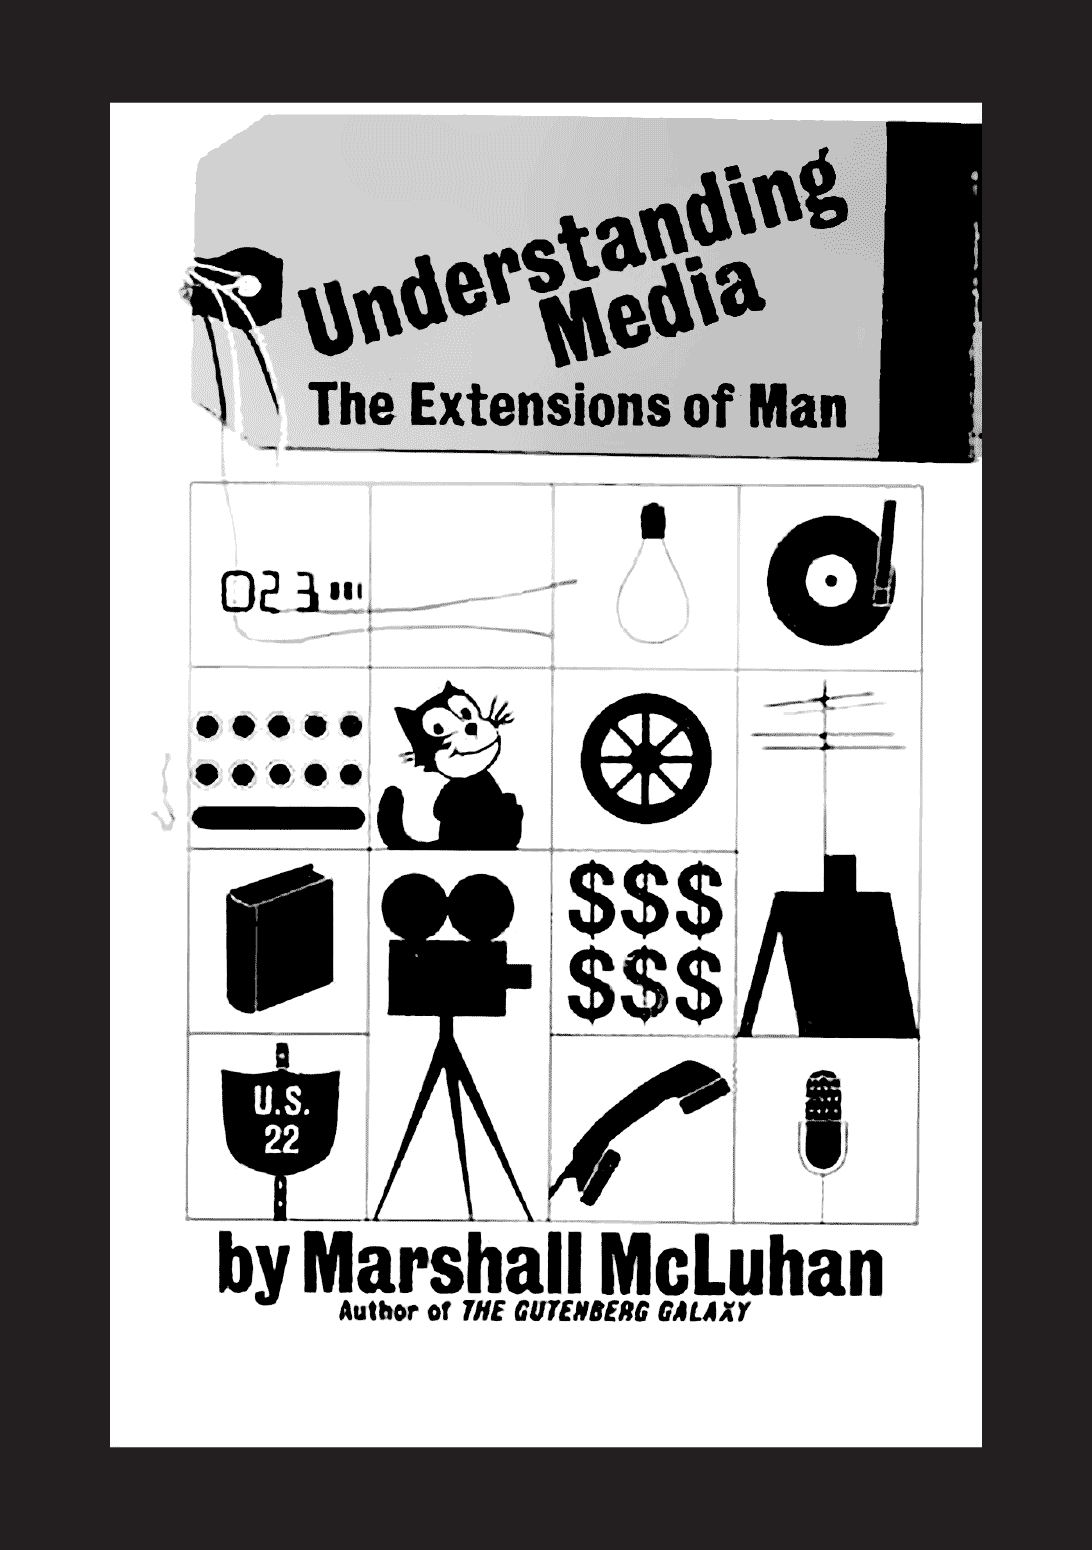 Understanding
Media
The Extensions of Man
023
$$$
$$$
U.S.
22
by Marshall McLuhan
Author of THE GUTENBERG GALAXY